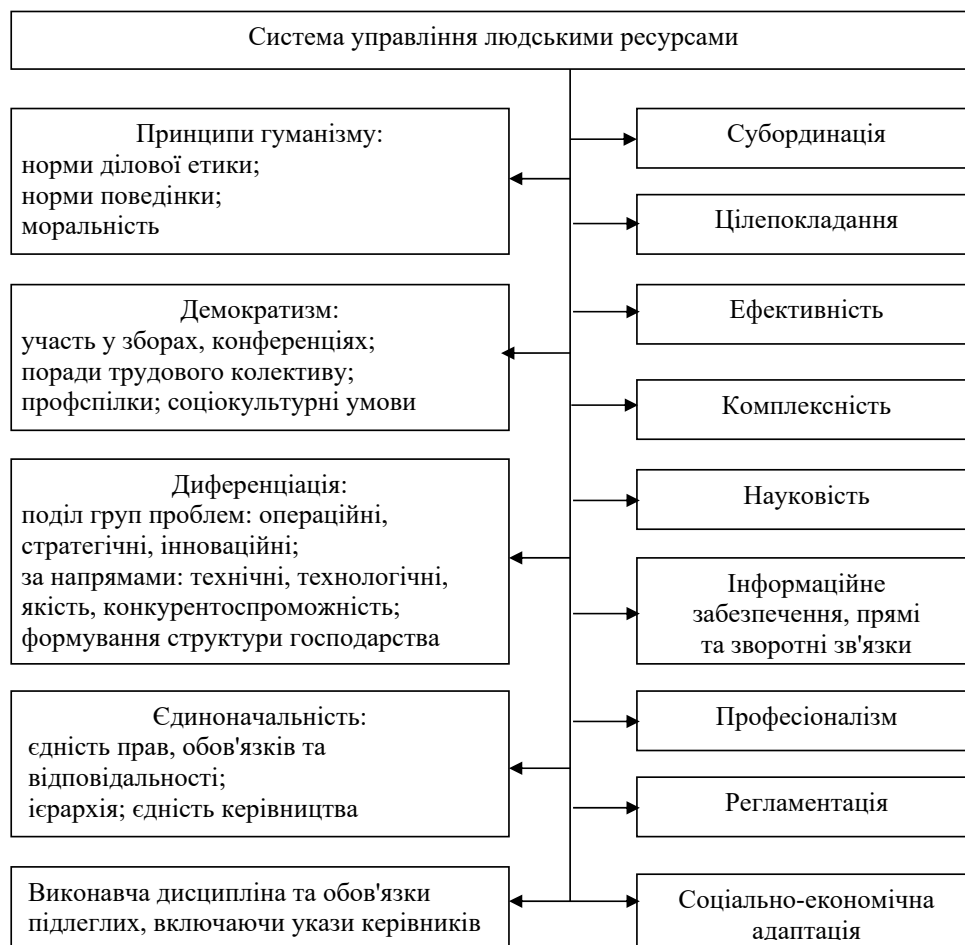 Система управління людськими ресурсами
Принципи гуманізму:
норми ділової етики;
норми поведінки;
моральність
Демократизм:
участь у зборах, конференціях;
поради трудового колективу;
профспілки; соціокультурні умови
Диференціація:
поділ груп проблем: операційні,
стратегічні, інноваційні;
за напрямами: технічні, технологічні,
якість, конкурентоспроможність;
формування структури господарства
Єдиноначальність:
єдність прав, обов'язків та
відповідальності;
ієрархія; єдність керівництва
Виконавча дисципліна та обов'язки
підлеглих, включаючи укази керівників
Субординація
Цілепокладання
Ефективність
Комплексність
Науковість
Інформаційне
забезпечення, прямі
та зворотні зв'язки
Професіоналізм
Регламентація
Соціально-економічна
адаптація